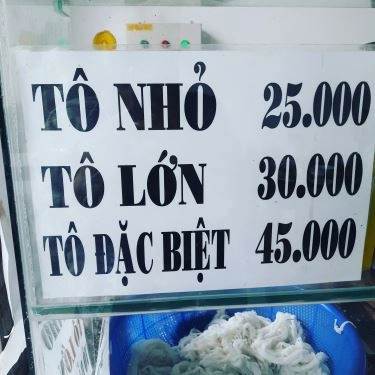 TÔ NHỎ 25.000
TÔ LỚN 30.000
TÔ ĐẶC BIỆT 45.000